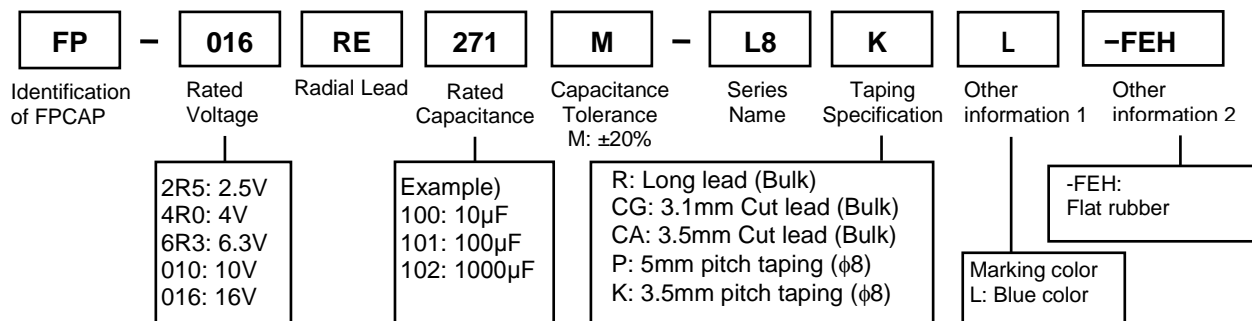 FP – 016 RE 271 M – L8 K L –FEH
Identification
of FPCAP
Rated
Voltage
Radial Lead
Rated
Capacitance
Capacitance
Tolerance
M: ±20%
Series
Name
Taping
Specification
Other
information 1
Other
information 2
2R5: 2.5V
4R0: 4V
6R3: 6.3V
010: 10V
016: 16V
Example)
100: 10µF
101: 100µF
102: 1000µF
R: Long lead (Bulk)
CG: 3.1mm Cut lead (Bulk)
CA: 3.5mm Cut lead (Bulk)
P: 5mm pitch taping (ϕ8)
K: 3.5mm pitch taping (ϕ8)
Marking color
L: Blue color
-FEH:
Flat rubber